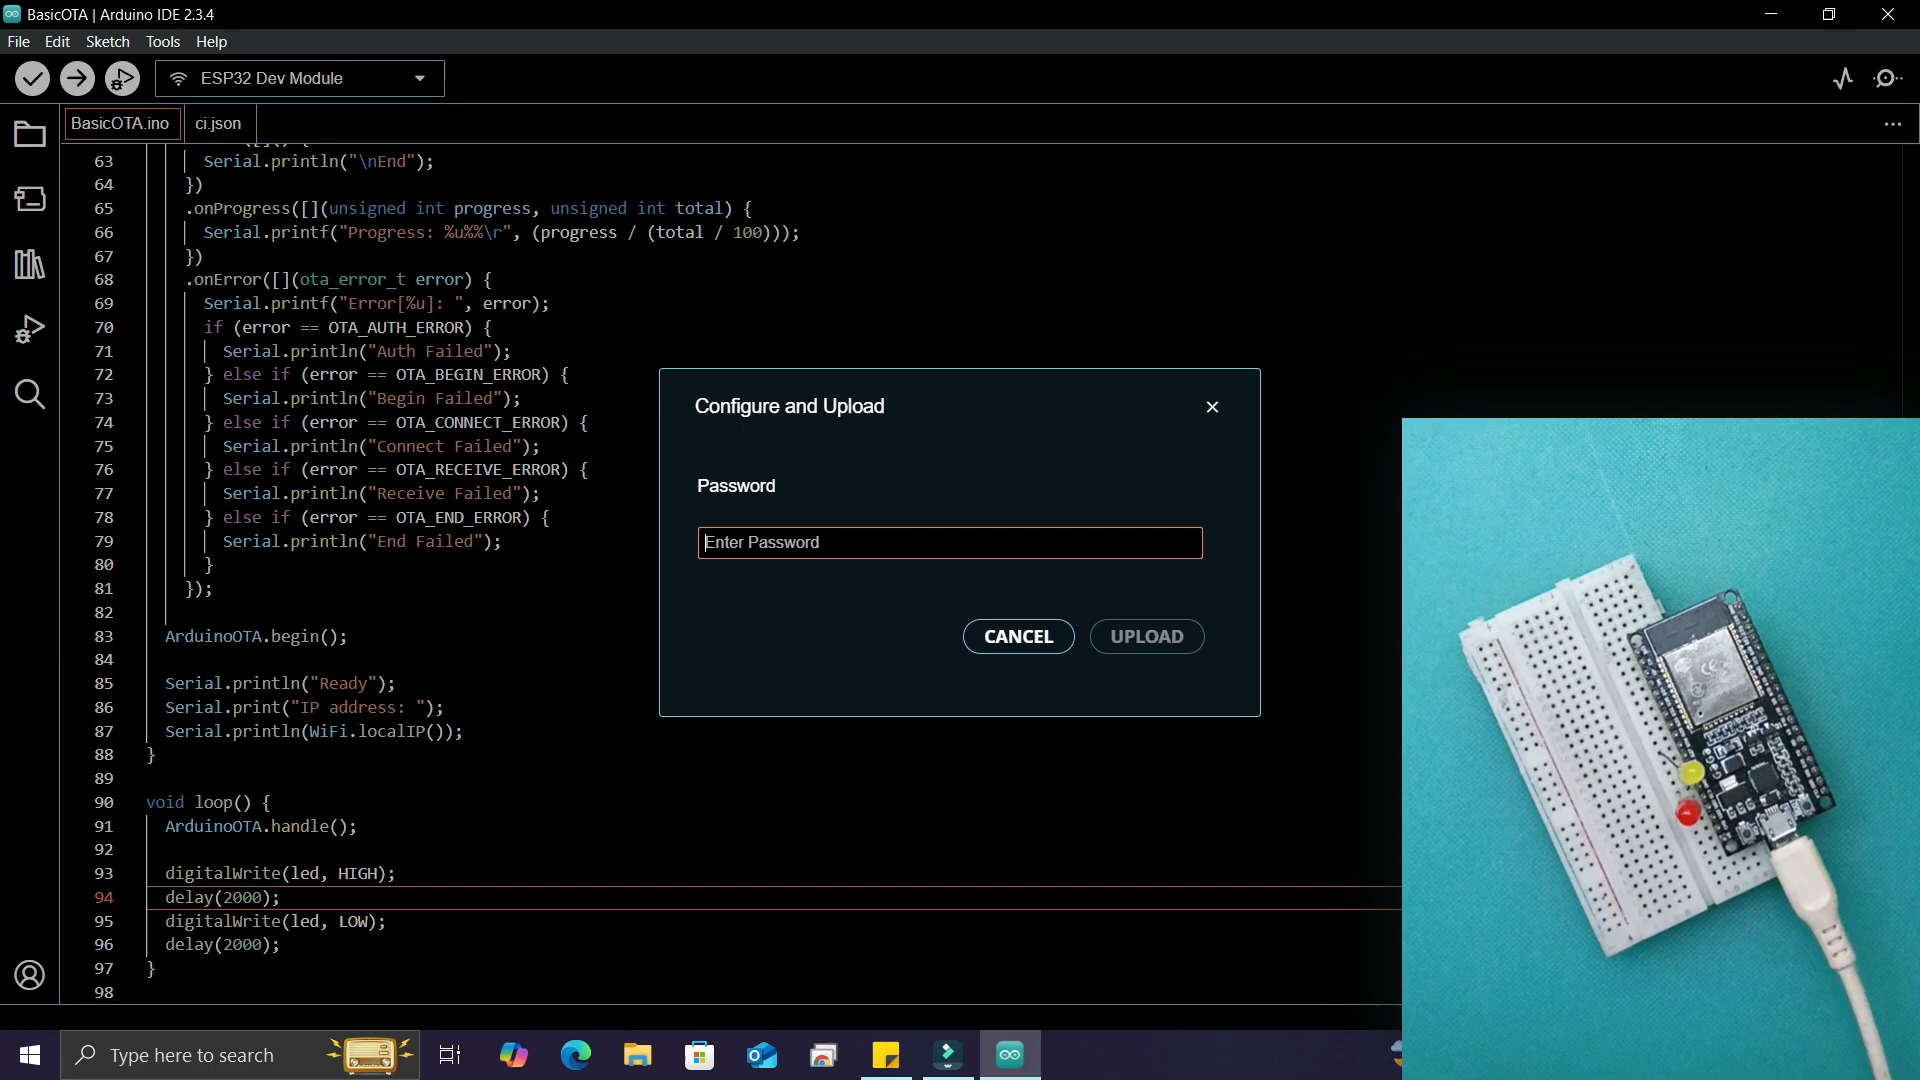 BasicOTA | Arduino IDE 2.3.4
File Edit Sketch Tools Help
ESP32 Dev Module
BasicOTA.ino ci.json
63 Serial.println("\nEnd");
64 })
65 .onProgress([](unsigned int progress, unsigned int total) {
66 Serial.printf("Progress: %u%%\r", (progress / (total / 100)));
67 })
68 .onError([](ota_error_t error) {
69 Serial.printf("Error[%u]: ", error);
70 if (error == OTA_AUTH_ERROR) {
71 Serial.println("Auth Failed");
72 } else if (error == OTA_BEGIN_ERROR) {
73 Serial.println("Begin Failed");
74 } else if (error == OTA_CONNECT_ERROR) {
75 Serial.println("Connect Failed");
76 } else if (error == OTA_RECEIVE_ERROR) {
77 Serial.println("Receive Failed");
78 } else if (error == OTA_END_ERROR) {
79 Serial.println("End Failed");
80 }
81 });
82
83 ArduinoOTA.begin();
84
85 Serial.println("Ready");
86 Serial.print("IP address: ");
87 Serial.println(WiFi.localIP());
88 }
89
90 void loop() {
91 ArduinoOTA.handle();
92
93 digitalWrite(led, HIGH);
94 delay(2000);
95 digitalWrite(led, LOW);
96 delay(2000);
97 }
98
Configure and Upload
Password
Enter Password
CANCEL UPLOAD
Type here to search